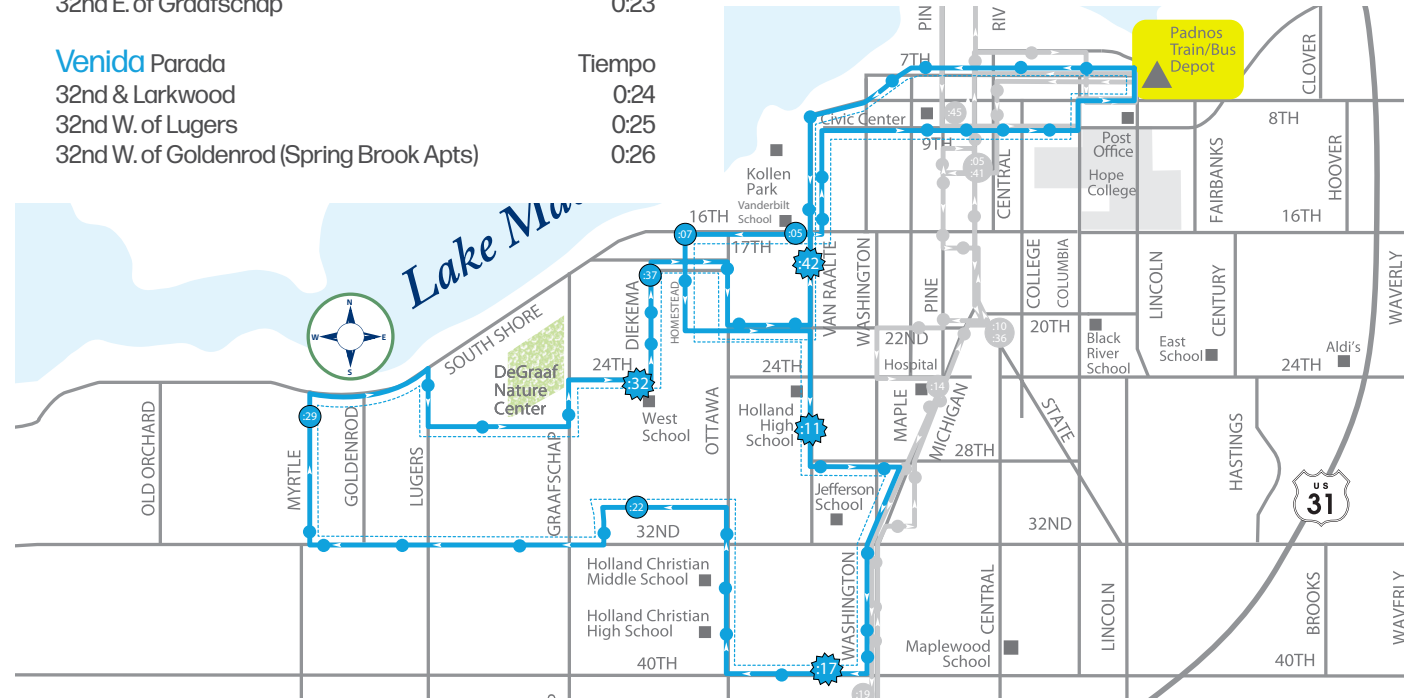 32nd E. of Graafschap 0:23
Venida Parada Tiempo
32nd & Larkwood 0:24
32nd W. of Lugers 0:25
32nd W. of Goldenrod (Spring Brook Apts) 0:26
PIN
RIV
Padnos
Train/Bus
Depot
CLOVER
7TH
:45
Civic Center
9TH
8TH
Post
Office
Hope
College
:05
:41
CENTRAL
FAIRBANKS
HOOVER
Kollen
Park
Vanderbilt
School
16TH
16TH
:07
:05
17TH
Lake Ma
:42
VAN RAALTE
WASHINGTON
PINE
COLLEGE
COLUMBIA
LINCOLN
CENTURY
WAVERLY
:37
DIEKEMA
HOMESTEAD
N
W
E
S
SOUTH SHORE
22ND
:10
:36
20TH
Black
River
School
East
School
Aldi's
24TH
24TH
24TH
Hospital
DeGraaf
Nature
Center
:32
:14
West
School
OTTAWA
Holland
High
School
:11
MAPLE
MICHIGAN
STATE
HASTINGS
:29
OLD ORCHARD
MYRTLE
GOLDENROD
LUGERS
GRAAFSCHAP
28TH
Jefferson
School
US
31
:22
32ND
32ND
Holland Christian
Middle School
Holland Christian
High School
WASHINGTON
CENTRAL
LINCOLN
BROOKS
WAVERLY
Maplewood
School
40TH
:17
40TH
:19